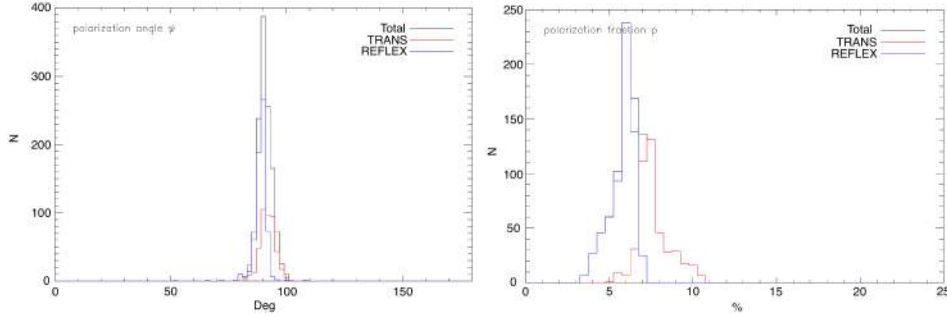 polarization angle ψ
Total
TRANS
REFLEX
400
300
200
100
0
N
0 50 100 150
Deg
polarization fraction p
Total
TRANS
REFLEX
250
200
150
100
50
0
N
0 5 10 15 20 25
%